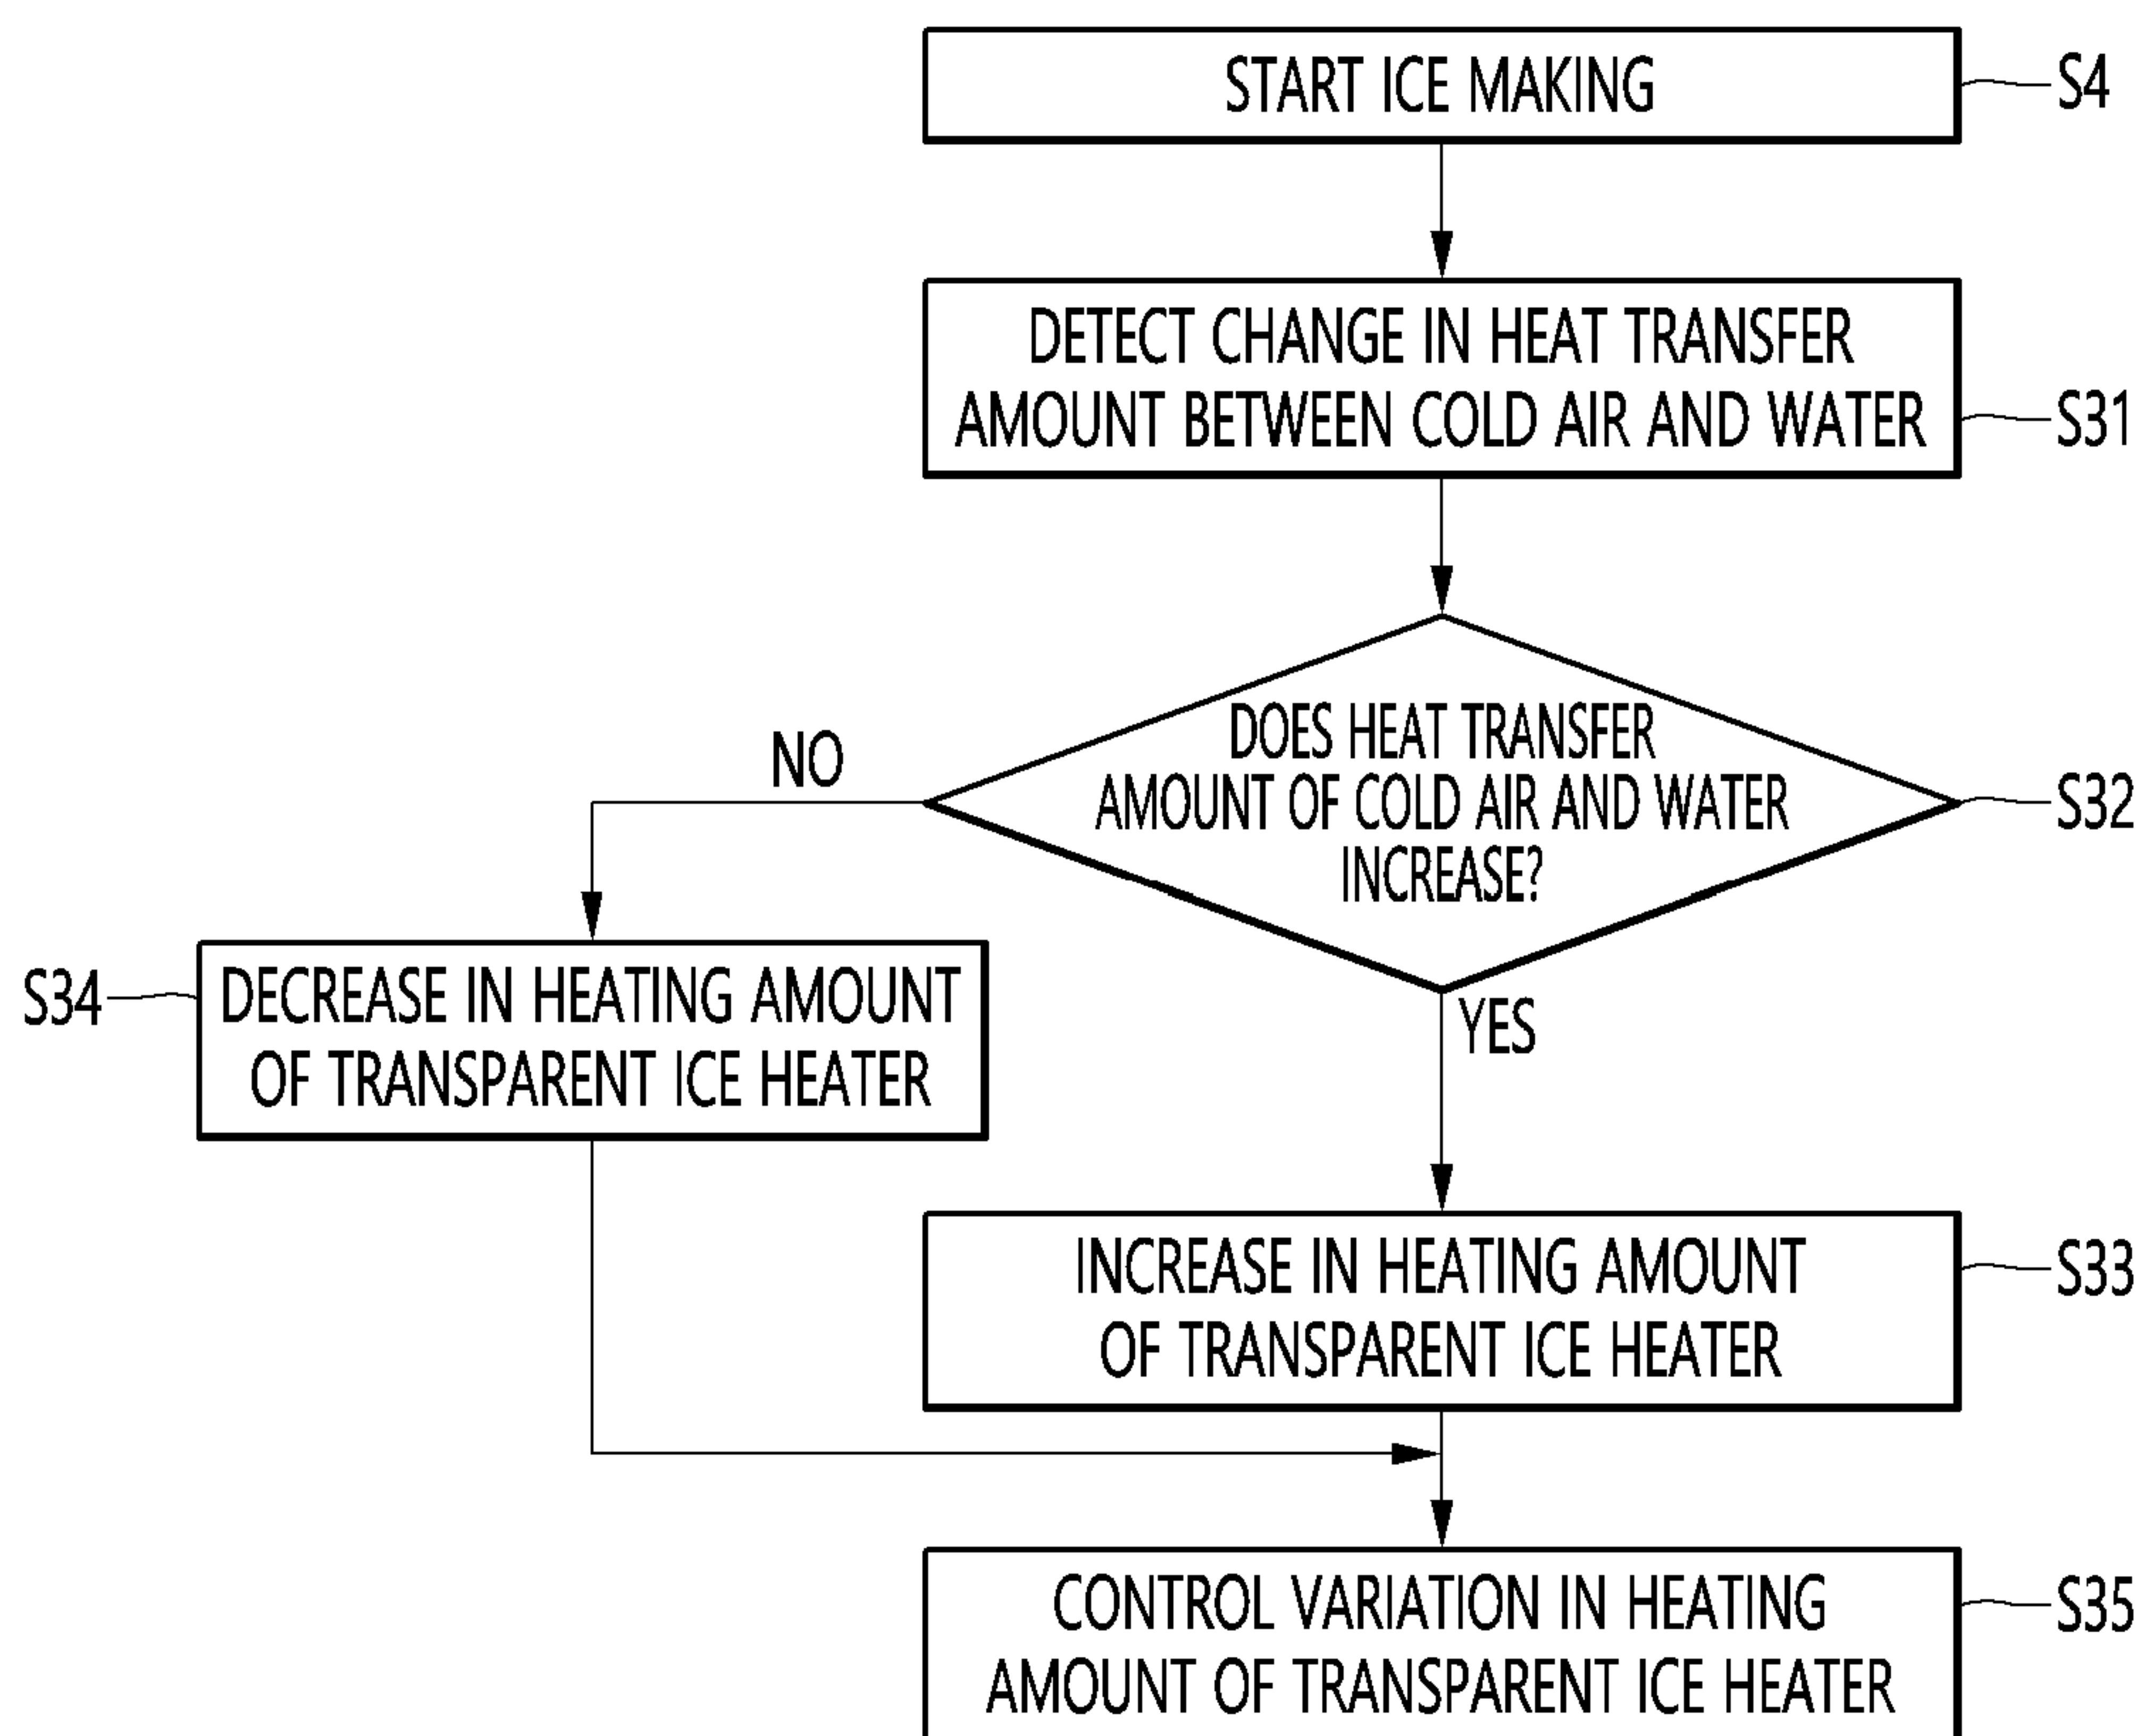 START ICE MAKING
S4
DETECT CHANGE IN HEAT TRANSFER
AMOUNT BETWEEN COLD AIR AND WATER
S31
DOES HEAT TRANSFER
AMOUNT OF COLD AIR AND WATER
INCREASE?
S32
NO
YES
S34
DECREASE IN HEATING AMOUNT
OF TRANSPARENT ICE HEATER
INCREASE IN HEATING AMOUNT
OF TRANSPARENT ICE HEATER
S33
CONTROL VARIATION IN HEATING
AMOUNT OF TRANSPARENT ICE HEATER
S35